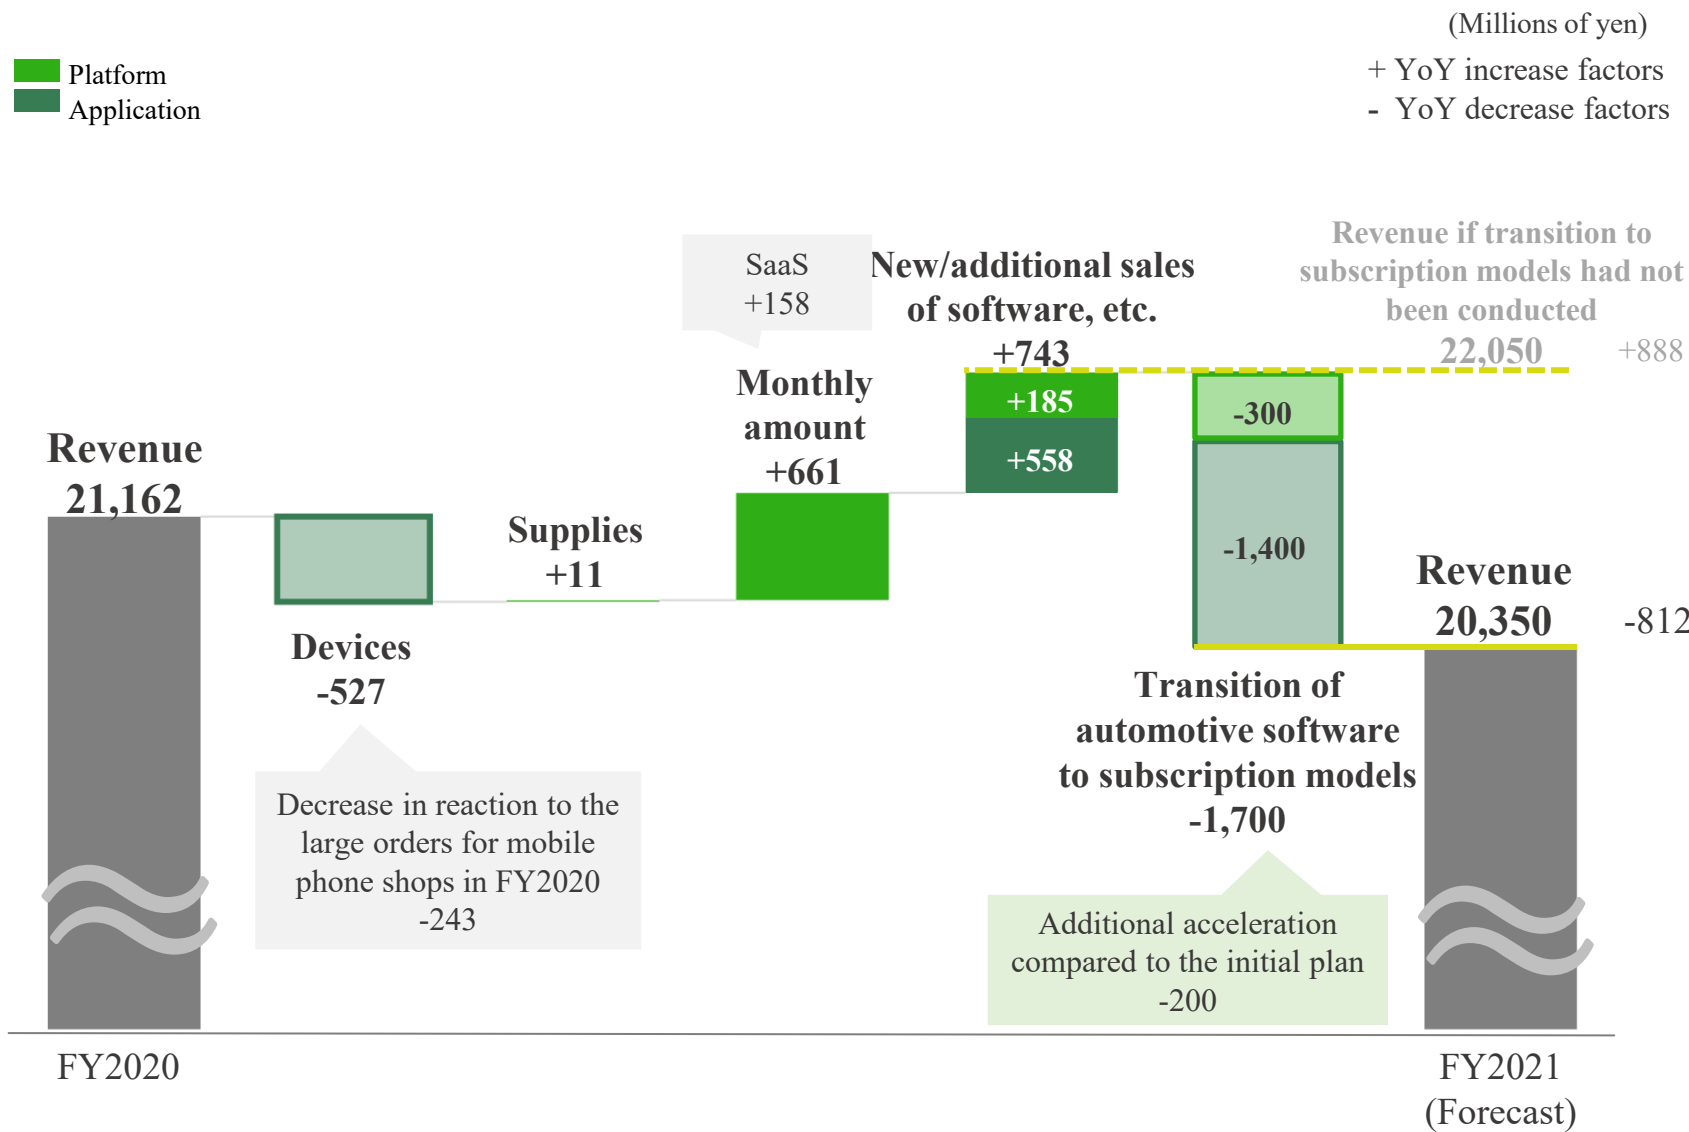 (Millions of yen)
+ YoY increase factors
- YoY decrease factors
Platform
Application
Revenue
21,162
Devices
-527
Decrease in reaction to the
large orders for mobile
phone shops in FY2020
-243
Supplies
+11
SaaS
+158
Monthly
amount
+661
New/additional sales
of software, etc.
+743
+185
+558
-300
-1,400
Transition of
automotive software
to subscription models
-1,700
Additional acceleration
compared to the initial plan
-200
Revenue if transition to
subscription models had not
been conducted
22,050 +888
Revenue
20,350 -812
FY2020
FY2021
(Forecast)